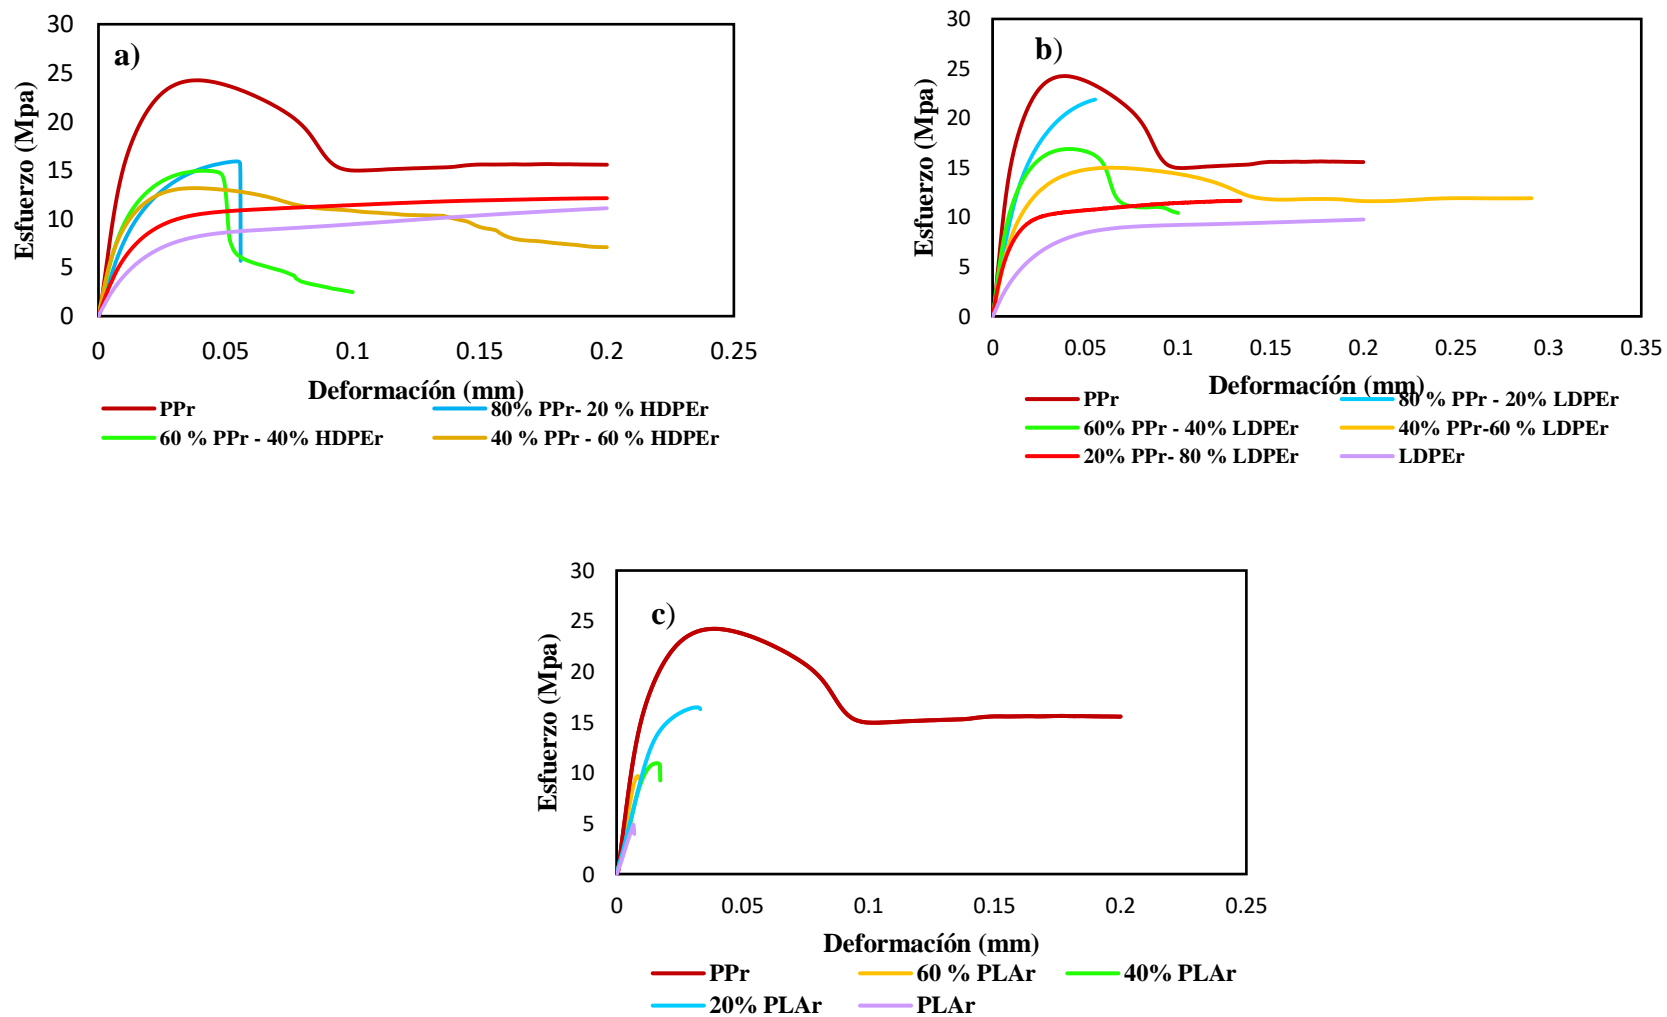 a)
Esfuerzo (Mpa)
30
25
20
15
10
5
0
0 0.05 0.1 0.15 0.2 0.25
Deformacíón (mm)
PPr 80% PPr- 20 % HDPEr
60 % PPr - 40% HDPEr 40 % PPr - 60 % HDPEr
b)
Esfuerzo (Mpa)
30
25
20
15
10
5
0
0 0.05 0.1 0.15 0.2 0.25 0.3 0.35
Deformacíón (mm)
PPr 80 % PPr - 20% LDPEr
60% PPr - 40% LDPEr 40% PPr-60 % LDPEr
20% PPr- 80 % LDPEr LDPEr
c)
Esfuerzo (Mpa)
30
25
20
15
10
5
0
0 0.05 0.1 0.15 0.2 0.25
Deformacíón (mm)
PPr 60 % PLAr 40% PLAr
20% PLAr PLAr